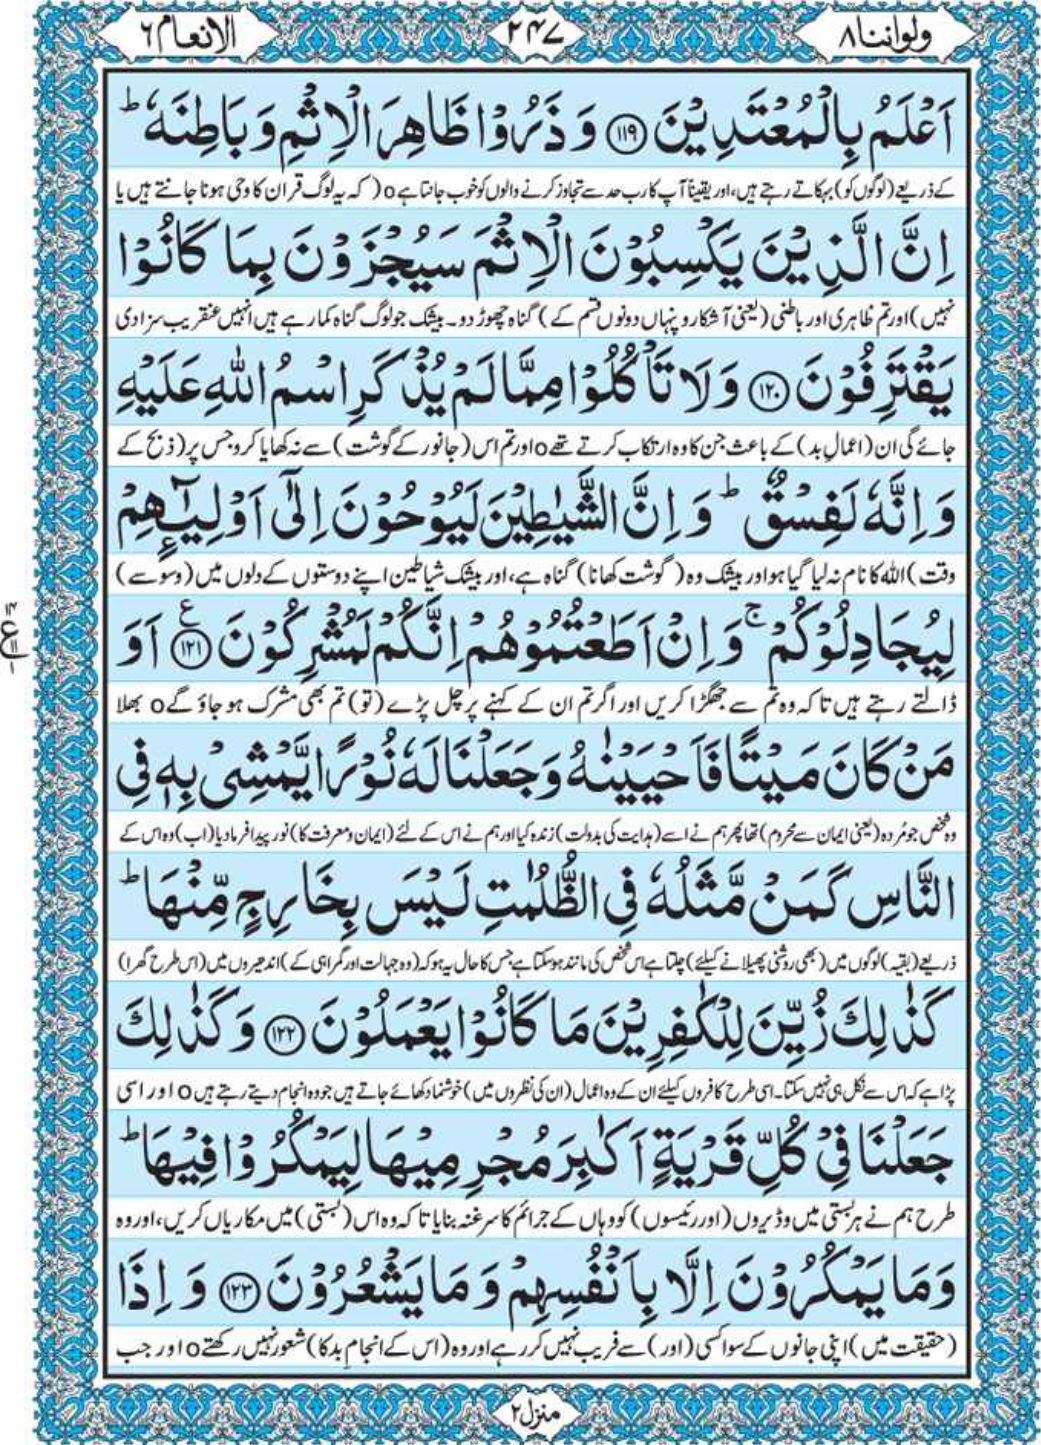 ولواننا ٨
٢٤٧
الانعام ٦
اَعْلَمُ بِالْمُعْتَدِيْنَ ﴿١١٩﴾ وَ ذَرُوْا ظَاهِرَ الْاِثْمِ وَ بَاطِنَهٗ ؕ
کے ذریعے (لوگوں کو) بہکاتے رہتے ہیں، اور یقیناً آپ کا رب حد سے تجاوز کرنے والوں کو خوب جانتا ہے o (کہ یہ لوگ قرآن کا وحی ہونا جانتے ہیں یا
اِنَّ الَّذِيْنَ يَكْسِبُوْنَ الْاِثْمَ سَيُجْزَوْنَ بِمَا كَانُوْا
نہیں) اور تم ظاہری اور باطنی (یعنی آشکار و پنہاں دونوں قسم کے) گناہ چھوڑ دو۔ بیشک جو لوگ گناہ کما رہے ہیں انہیں عنقریب سزا دی
يَقْتَرِفُوْنَ ﴿١٢٠﴾ وَ لَا تَاْكُلُوْا مِمَّا لَمْ يُذْكَرِ اسْمُ اللّٰهِ عَلَيْهِ
جائے گی ان (اعمالِ بد) کے باعث جن کا وہ ارتکاب کرتے تھے o اور تم اس (جانور کے گوشت) سے نہ کھایا کرو جس پر (ذبح کے
وَ اِنَّهٗ لَفِسْقٌ ؕ وَ اِنَّ الشَّيٰطِيْنَ لَيُوْحُوْنَ اِلٰۤى اَوْلِيٰٓـِٕهِمْ
وقت) اللہ کا نام نہ لیا گیا ہو اور بیشک وہ (گوشت کھانا) گناہ ہے، اور بیشک شیاطین اپنے دوستوں کے دلوں میں (وسوسے)
لِيُجَادِلُوْكُمْ ۚ وَ اِنْ اَطَعْتُمُوْهُمْ اِنَّكُمْ لَمُشْرِكُوْنَ ﴿١٢١﴾ ع اَوَ
ڈالتے رہتے ہیں تاکہ وہ تم سے جھگڑا کریں اور اگر تم ان کے کہنے پر چل پڑے (تو) تم بھی مشرک ہو جاؤ گے o بھلا
مَنْ كَانَ مَيْتًا فَاَحْيَيْنٰهُ وَ جَعَلْنَا لَهٗ نُوْرًا يَّمْشِيْ بِهٖ فِي
وہ شخص جو مُردہ (یعنی ایمان سے محروم) تھا پھر ہم نے اسے (ہدایت کی بدولت) زندہ کیا اور ہم نے اس کے لئے (ایمان و معرفت کا) نور پیدا فرما دیا (اب) وہ اس کے
النَّاسِ كَمَنْ مَّثَلُهٗ فِي الظُّلُمٰتِ لَيْسَ بِخَارِجٍ مِّنْهَا ؕ
ذریعے (بقیہ) لوگوں میں (بھی روشنی پھیلانے کیلئے) چلتا ہے اس شخص کی مانند ہو سکتا ہے جس کا حال یہ ہو کہ (وہ جہالت اور گمراہی کے) اندھیروں میں (اس طرح گھرا)
كَذٰلِكَ زُيِّنَ لِلْكٰفِرِيْنَ مَا كَانُوْا يَعْمَلُوْنَ ﴿١٢٢﴾ وَ كَذٰلِكَ
پڑا ہے کہ اس سے نکل ہی نہیں سکتا۔ اسی طرح کافروں کیلئے ان کے وہ اعمال (ان کی نظروں میں) خوشنما دکھائے جاتے ہیں جو وہ انجام دیتے رہتے ہیں o اور اسی
جَعَلْنَا فِيْ كُلِّ قَرْيَةٍ اَكٰبِرَ مُجْرِمِيْهَا لِيَمْكُرُوْا فِيْهَا ؕ
طرح ہم نے ہر بستی میں وڈیروں (اور رئیسوں) کو وہاں کے جرائم کا سرغنہ بنایا تاکہ وہ اس (بستی) میں مکاریاں کریں، اور وہ
وَ مَا يَمْكُرُوْنَ اِلَّا بِاَنْفُسِهِمْ وَ مَا يَشْعُرُوْنَ ﴿١٢٣﴾ وَ اِذَا
(حقیقت میں) اپنی جانوں کے سوا کسی (اور) سے فریب نہیں کر رہے اور وہ (اس کے انجامِ بد کا) شعور نہیں رکھتے o اور جب
منزل ٢